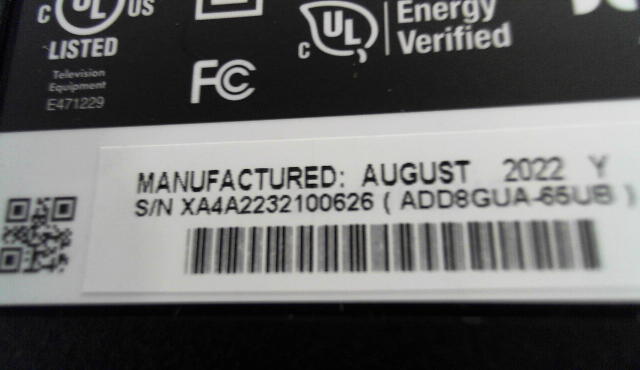 C UL US
LISTED
Television
Equipment
E471229
FC
C UL
Energy
Verified
MANUFACTURED: AUGUST 2022 Y
S/N XA4A2232100626 ( ADD8GUA-65UB )